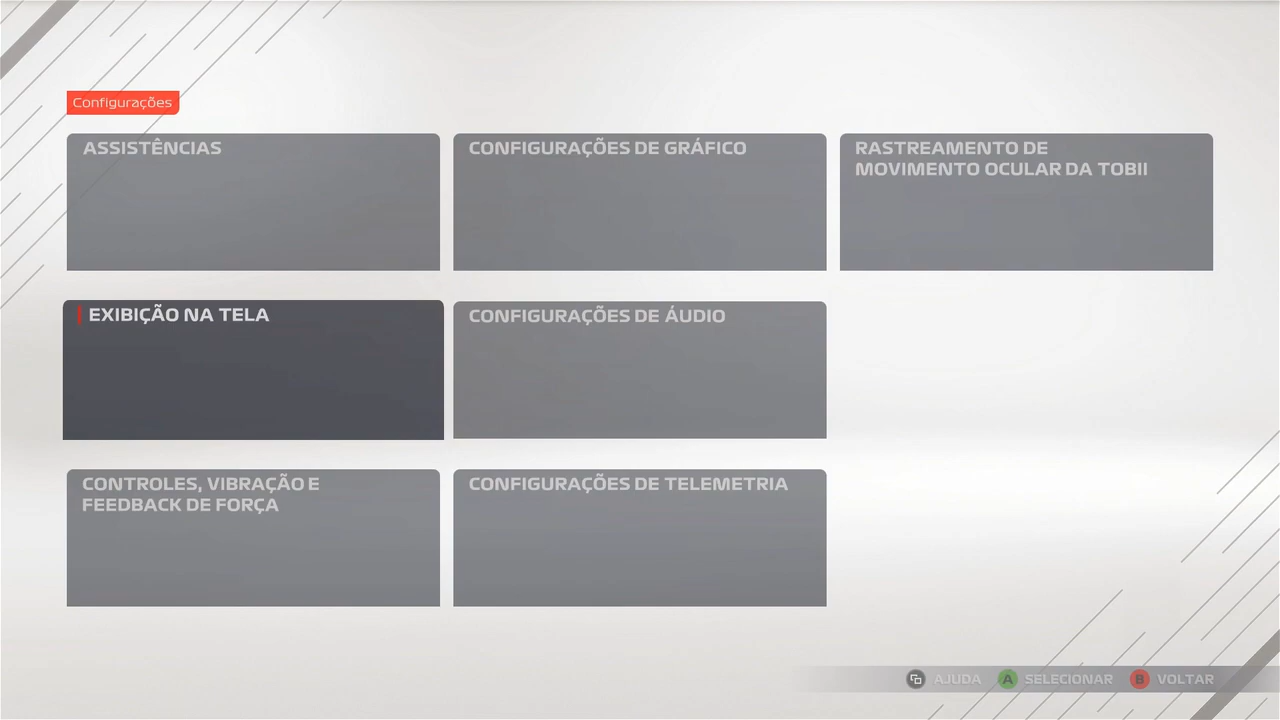 Configurações
ASSISTÊNCIAS
CONFIGURAÇÕES DE GRÁFICO
RASTREAMENTO DE
MOVIMENTO OCULAR DA TOBII
EXIBIÇÃO NA TELA
CONFIGURAÇÕES DE ÁUDIO
CONTROLES, VIBRAÇÃO E
FEEDBACK DE FORÇA
CONFIGURAÇÕES DE TELEMETRIA
AJUDA A SELECIONAR B VOLTAR